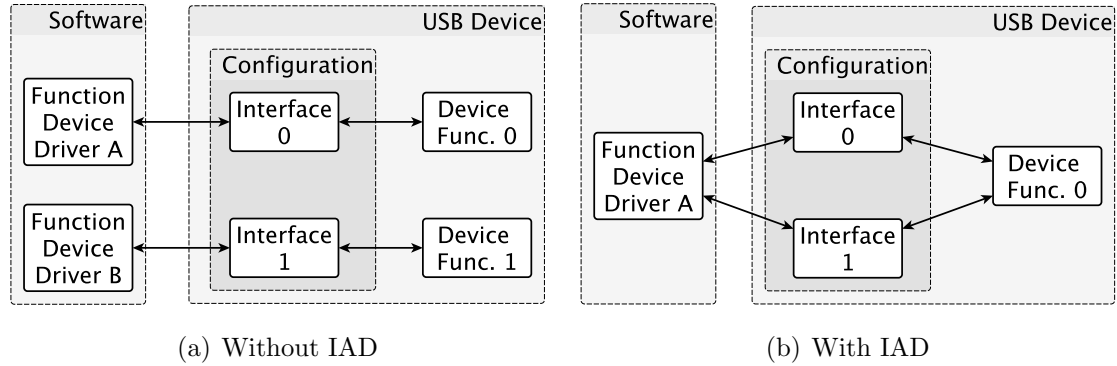 Software
USB Device
Configuration
Function
Device
Driver A
Interface
0
Device
Func. 0
Function
Device
Driver B
Interface
1
Device
Func. 1
(a) Without IAD
Software
USB Device
Configuration
Function
Device
Driver A
Interface
0
Interface
1
Device
Func. 0
(b) With IAD